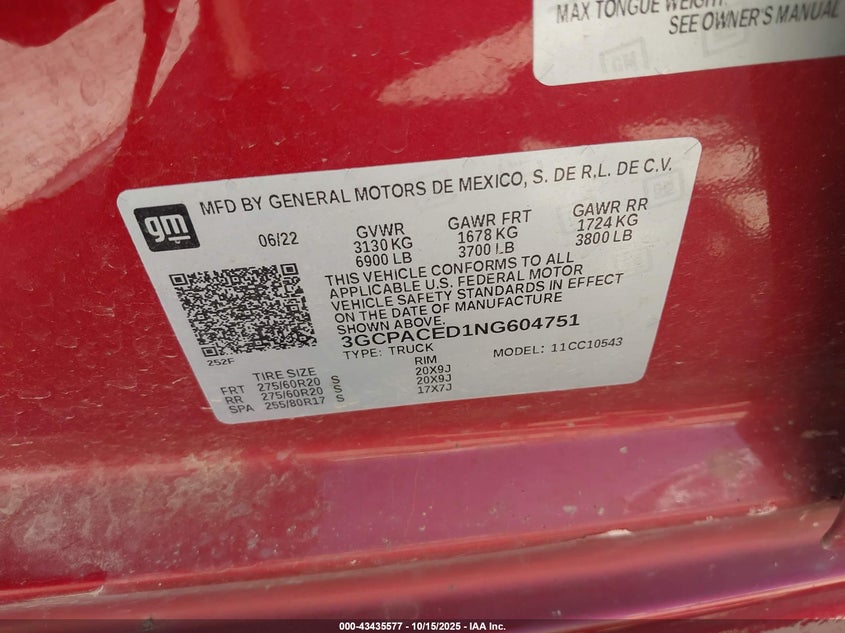 MAX TONGUE WEIGHT:
SEE OWNER'S MANUAL
GM
gm
MFD BY GENERAL MOTORS DE MEXICO, S. DE R.L. DE C.V.
06/22 GVWR GAWR FRT GAWR RR
3130 KG 1678 KG 1724 KG
6900 LB 3700 LB 3800 LB
THIS VEHICLE CONFORMS TO ALL
APPLICABLE U.S. FEDERAL MOTOR
VEHICLE SAFETY STANDARDS IN EFFECT
ON THE DATE OF MANUFACTURE
SHOWN ABOVE.
3GCPACED1NG604751
TYPE: TRUCK MODEL: 11CC10543
252F
TIRE SIZE RIM
FRT 275/60R20 S 20X9J
RR 275/60R20 S 20X9J
SPA 255/80R17 S 17X7J
000-43435577 - 10/15/2025 - IAA Inc.